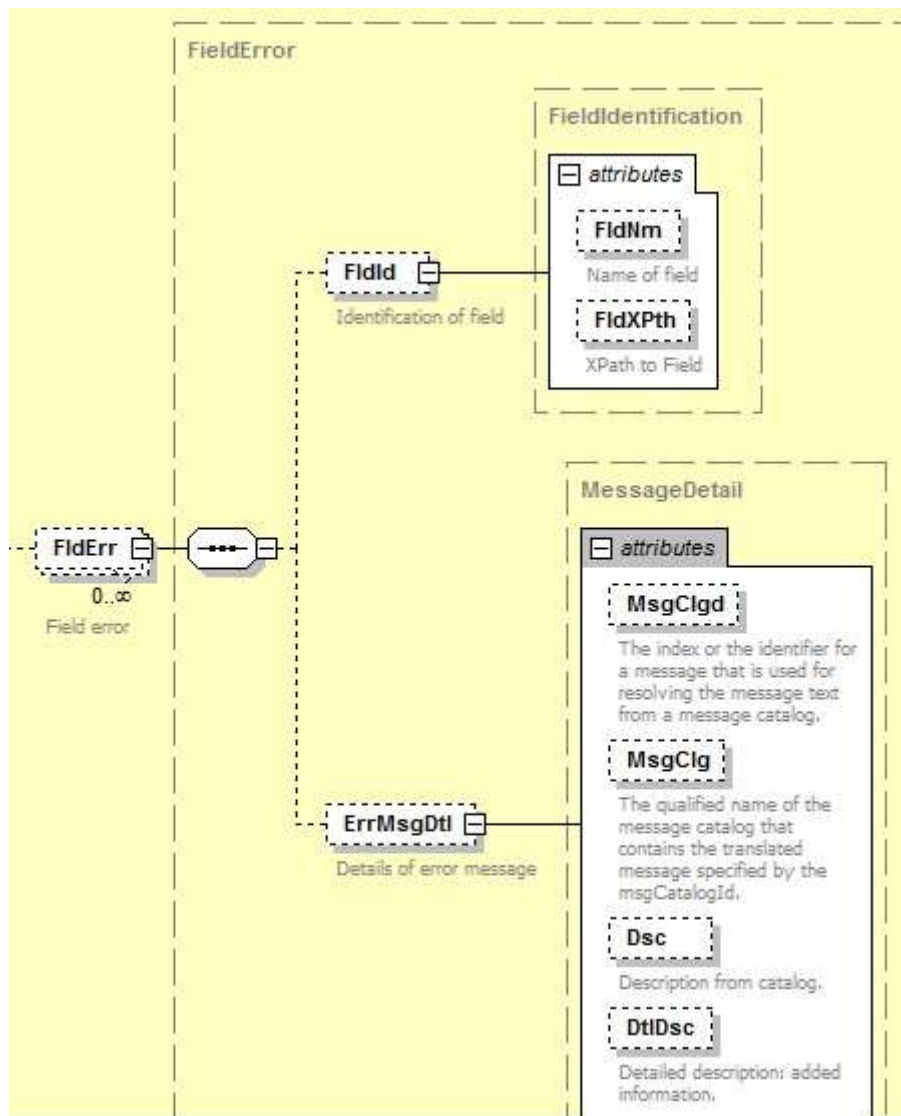 FieldError
FieldIdentification
attributes
FldNm
Name of field
FldXPth
XPath to Field
FldId
Identification of field
MessageDetail
attributes
MsgClgd
The index or the identifier for
a message that is used for
resolving the message text
from a message catalog.
MsgClg
The qualified name of the
message catalog that
contains the translated
message specified by the
msgCatalogId.
Dsc
Description from catalog.
DtlDsc
Detailed description: added
information.
FldErr
0..∞
Field error
ErrMsgDtl
Details of error message